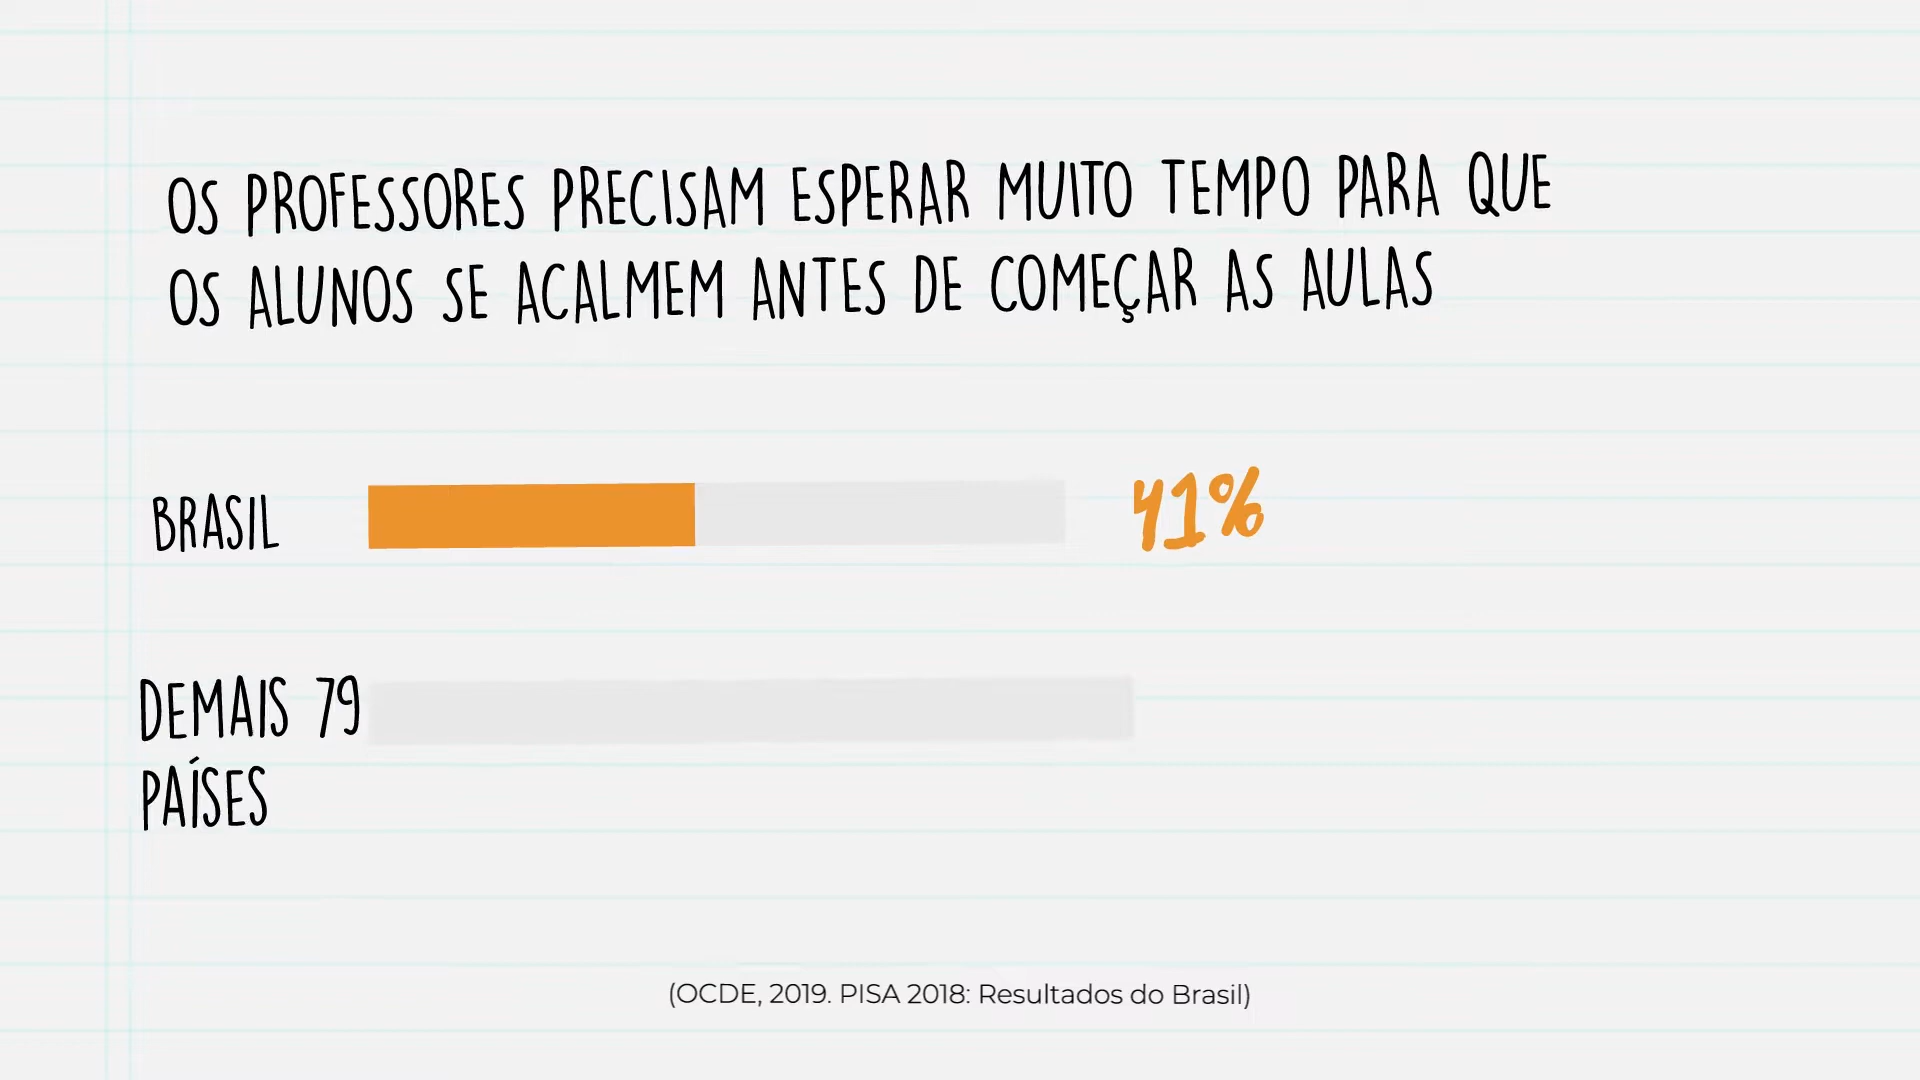 OS PROFESSORES PRECISAM ESPERAR MUITO TEMPO PARA QUE
OS ALUNOS SE ACALMEM ANTES DE COMEÇAR AS AULAS
BRASIL
41%
DEMAIS 79
PAÍSES
(OCDE, 2019. PISA 2018: Resultados do Brasil)